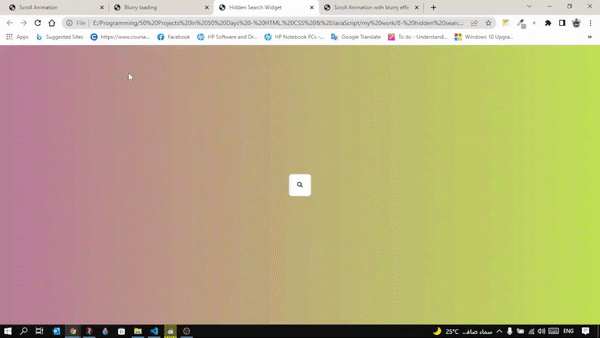 Scroll Animation
Blurry loading
Hidden Search Widget
Scroll Animation with blurry effe
File E:/Programming/50%20Projects%20In%2050%20Days%20-%20HTML,%20CSS%20&%20JavaScript/my%20work/8-%20hidden%20searc...
Apps
Suggested Sites
https://www.course...
Facebook
HP Software and Dr...
HP Notebook PCs -...
Google Translate
To do - Understand...
Windows 10 Upgra...
25°C سماء صافية
ENG